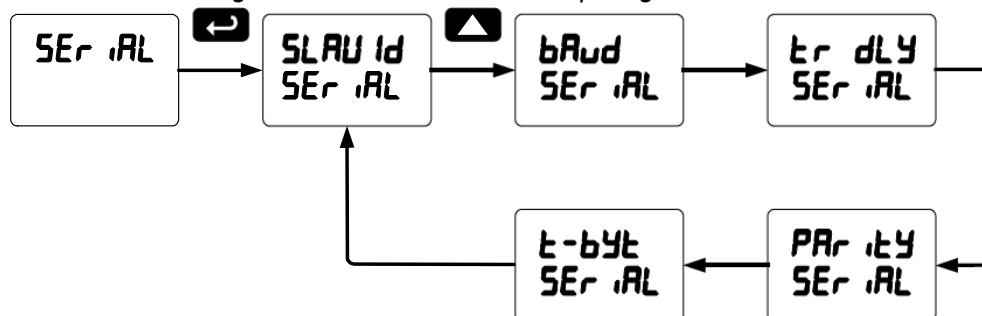 SEr iAL
SLAV Id
SEr iAL
bAud
SEr iAL
tr dLY
SEr iAL
t-bYt
SEr iAL
PAr itY
SEr iAL